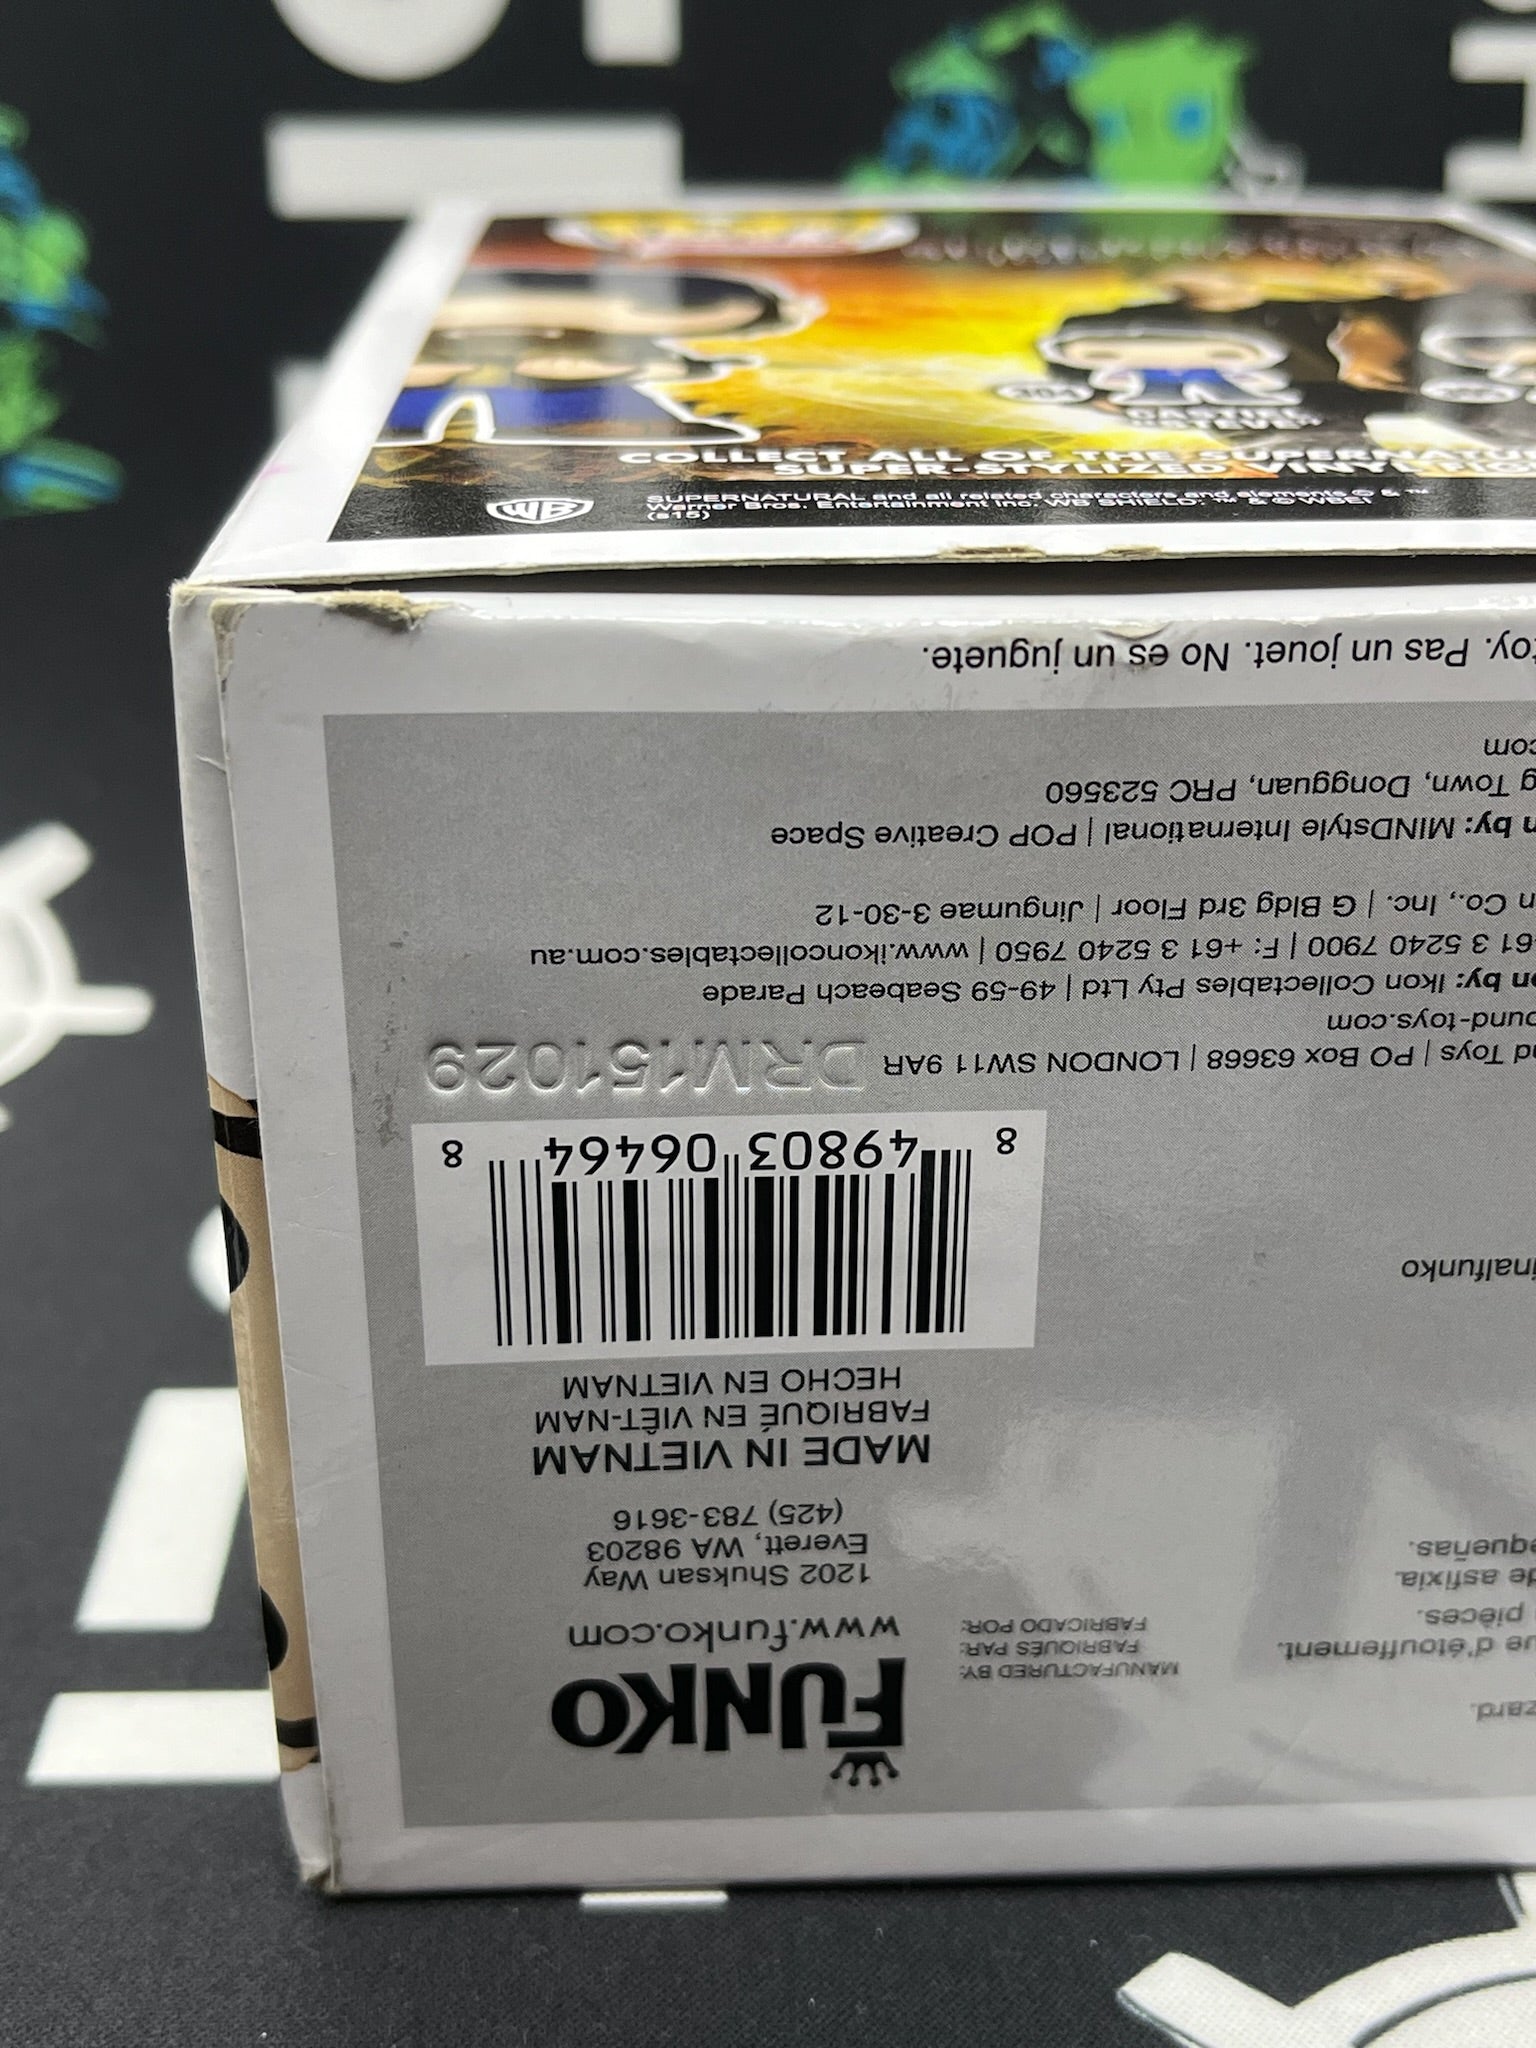 304
CASTIEL
"STEVE"
COLLECT ALL OF THE SUPERNATU
SUPER-STYLIZED VINYL FIG
WB
SUPERNATURAL and all related characters and elements © & ™
Warner Bros. Entertainment Inc. WB SHIELD: ™ & © WBEI
(s15)
FUNKO
www.funko.com
1202 Shuksan Way
Everett, WA 98203
(425) 783-3616
MADE IN VIETNAM
FABRIQUÉ EN VIÊT-NAM
HECHO EN VIETNAM
MANUFACTURED BY:
FABRIQUÉS PAR:
FABRICADO POR:
8 49803 06464 8
DRM151029
zard.
ue d'étouffement.
pièces.
de asfixia.
equeñas.
inalfunko
nd Toys | PO Box 63668 | LONDON SW11 9AR
ound-toys.com
on by: Ikon Collectables Pty Ltd | 49-59 Seabeach Parade
61 3 5240 7900 | F: +61 3 5240 7950 | www.ikoncollectables.com.au
n Co., Inc. | G Bldg 3rd Floor | Jingumae 3-30-12
n by: MINDstyle International | POP Creative Space
g Town, Dongguan, PRC 523560
com
toy. Pas un jouet. No es un juguete.